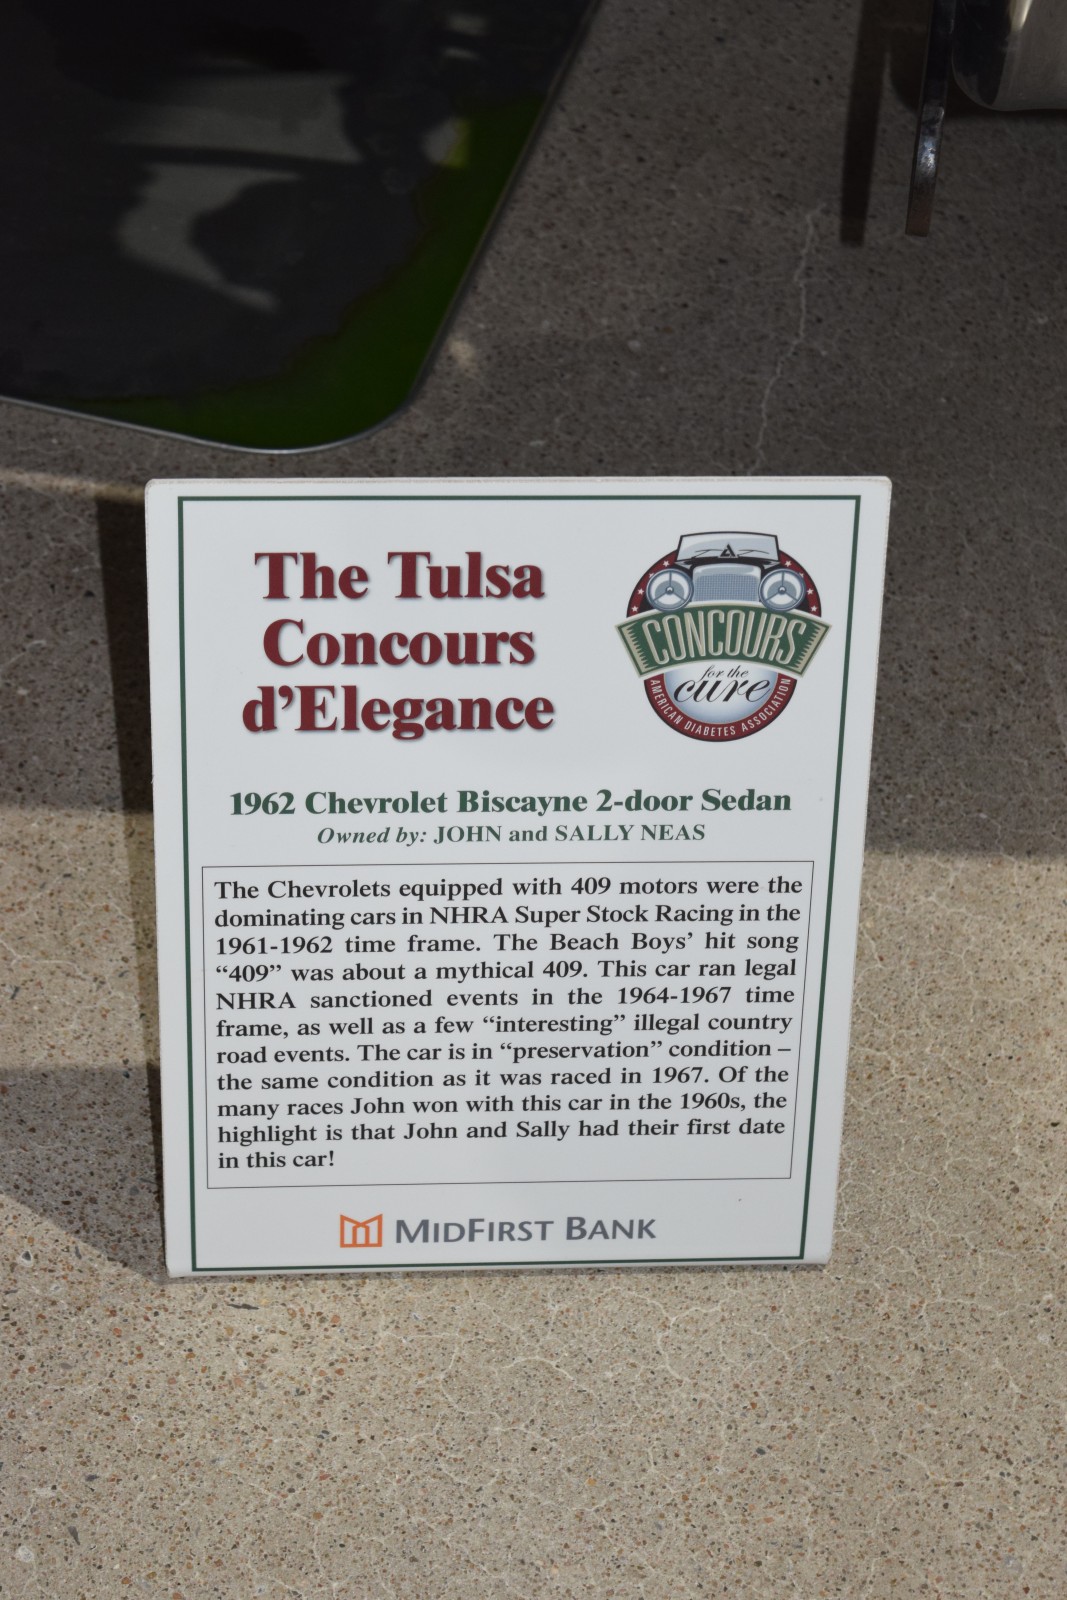 The Tulsa
Concours
d'Elegance
CONCOURS
for the
cure
AMERICAN DIABETES ASSOCIATION
1962 Chevrolet Biscayne 2-door Sedan
Owned by: JOHN and SALLY NEAS
The Chevrolets equipped with 409 motors were the
dominating cars in NHRA Super Stock Racing in the
1961-1962 time frame. The Beach Boys' hit song
“409” was about a mythical 409. This car ran legal
NHRA sanctioned events in the 1964-1967 time
frame, as well as a few “interesting” illegal country
road events. The car is in “preservation” condition –
the same condition as it was raced in 1967. Of the
many races John won with this car in the 1960s, the
highlight is that John and Sally had their first date
in this car!
MIDFIRST BANK